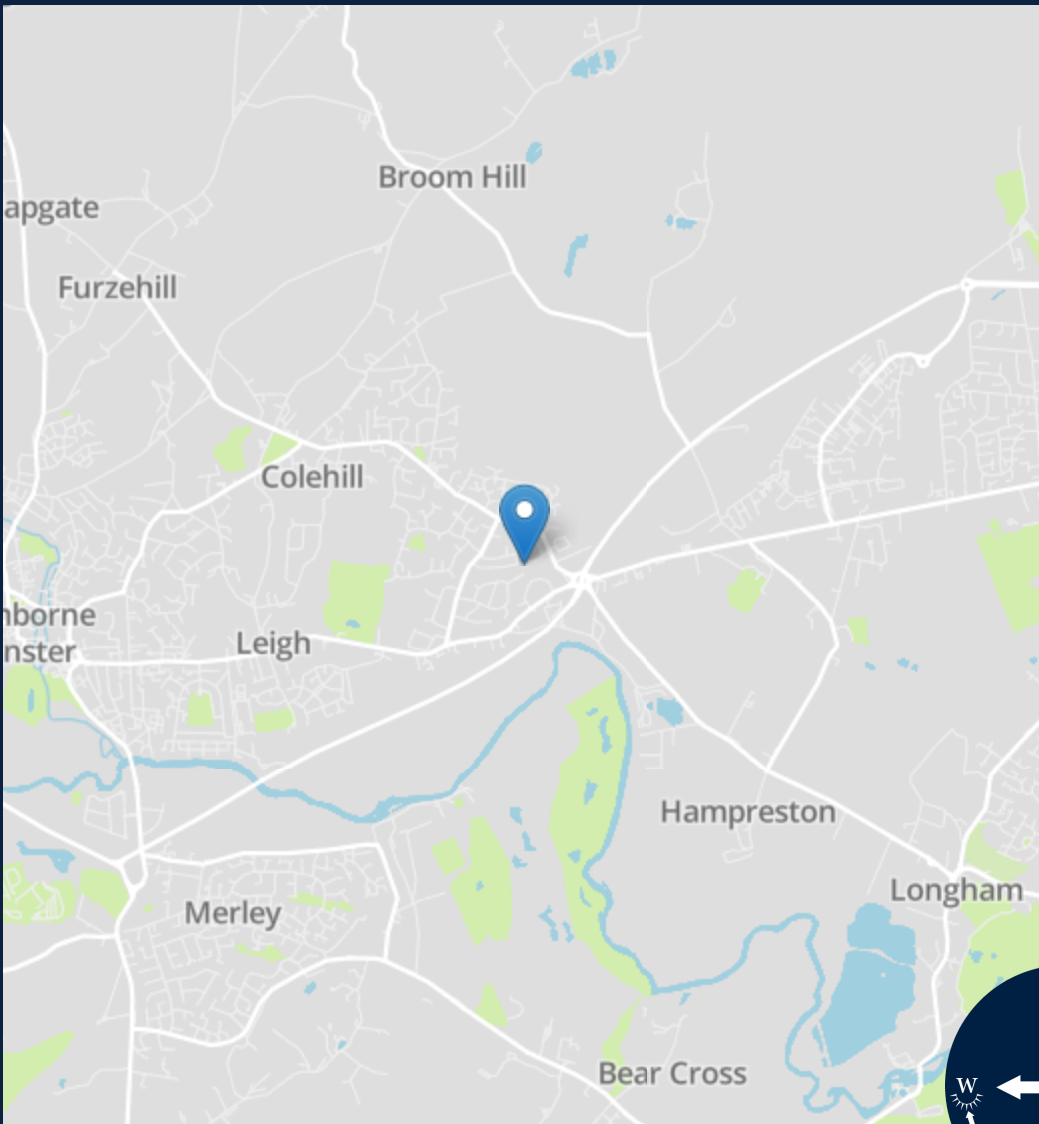 Broom Hill
apgate
Furzehill
Colehill
nborne
nster
Leigh
Hampreston
Longham
Merley
Bear Cross
W